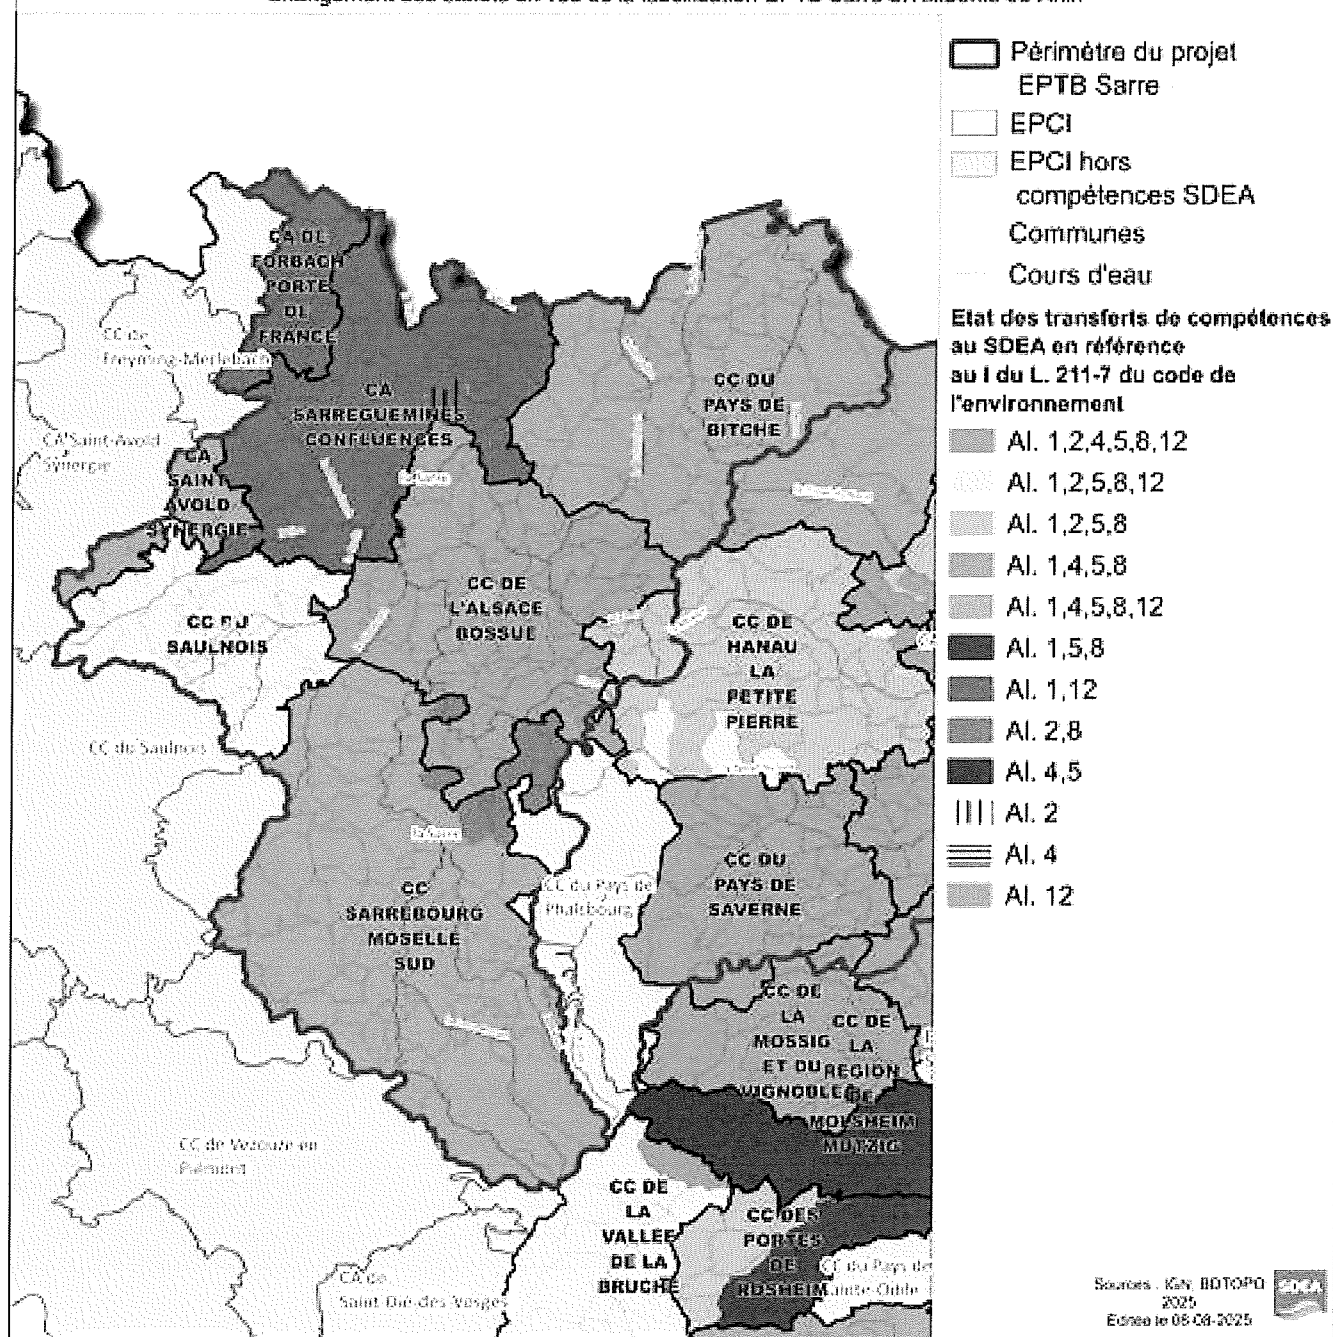 Périmètre du projet
EPTB Sarre
EPCI
EPCI hors
compétences SDEA
Communes
Cours d'eau
Etat des transferts de compétences
au SDEA en référence
au I du L. 211-7 du code de
l'environnement
Al. 1,2,4,5,8,12
Al. 1,2,5,8,12
Al. 1,2,5,8
Al. 1,4,5,8
Al. 1,4,5,8,12
Al. 1,5,8
Al. 1,12
Al. 2,8
Al. 4,5
Al. 2
Al. 4
Al. 12
CA DE
FORBACH
PORTE
DE
FRANCE
CC de
Freyming-Merlebach
CA
SARREGUEMINES
CONFLUENCES
CC DU
PAYS DE
BITCHE
CA Saint-Avold
Synergie
CA
SAINT
AVOLD
SYNERGIE
CC DE
L'ALSACE
BOSSUE
CC DU
SAULNOIS
CC DE
HANAU
LA
PETITE
PIERRE
CC du Saulnois
CC DU
PAYS DE
SAVERNE
CC du Pays de
Phalsbourg
CC
SARREBOURG
MOSELLE
SUD
CC DE
LA
MOSSIG
ET DU
VIGNOBLE
CC DE
LA
REGION
DE
MOLSHEIM
MUTZIG
CC de Vezouze en
Piémont
CC DE
LA
VALLÉE
DE LA
BRUCHE
CC DES
PORTES
DE
ROSHEIM
CC du Pays de
Sainte-Odile
CA de
Saint-Dié-des-Vosges
Sources : IGN, BDTOPO
2025
Editée le 08-08-2025
SDEA